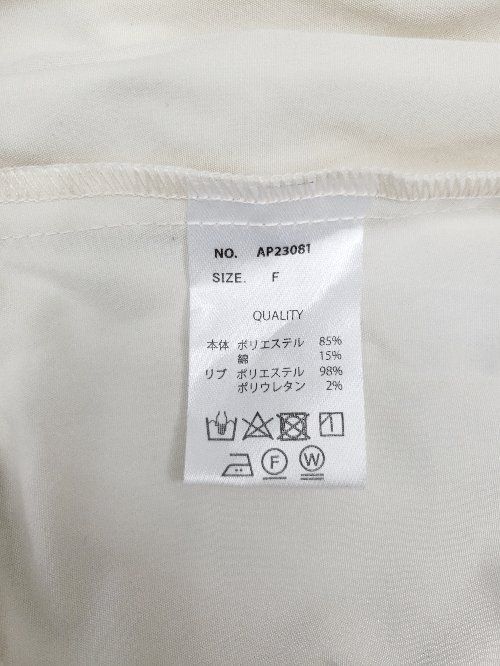 NO. AP23081
SIZE. F
QUALITY
本体 ポリエステル 85%
綿 15%
リブ ポリエステル 98%
ポリウレタン 2%
F W